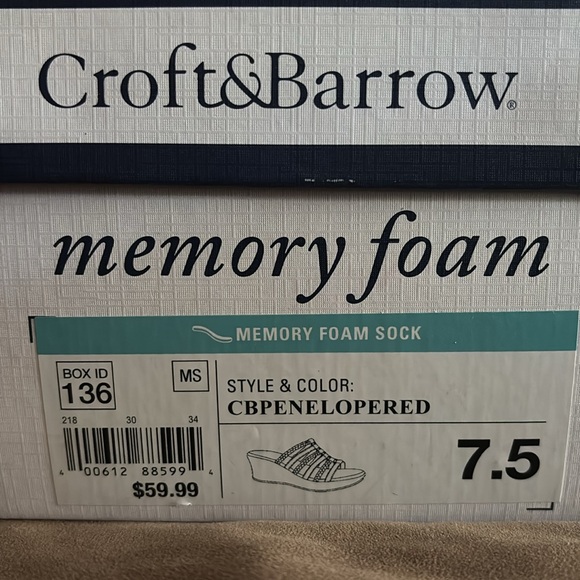 Croft&Barrow®
memory foam
MEMORY FOAM SOCK
BOX ID
136
MS
218 30 34
4 00612 88599 4
$59.99
STYLE & COLOR:
CBPENELOPERED
7.5